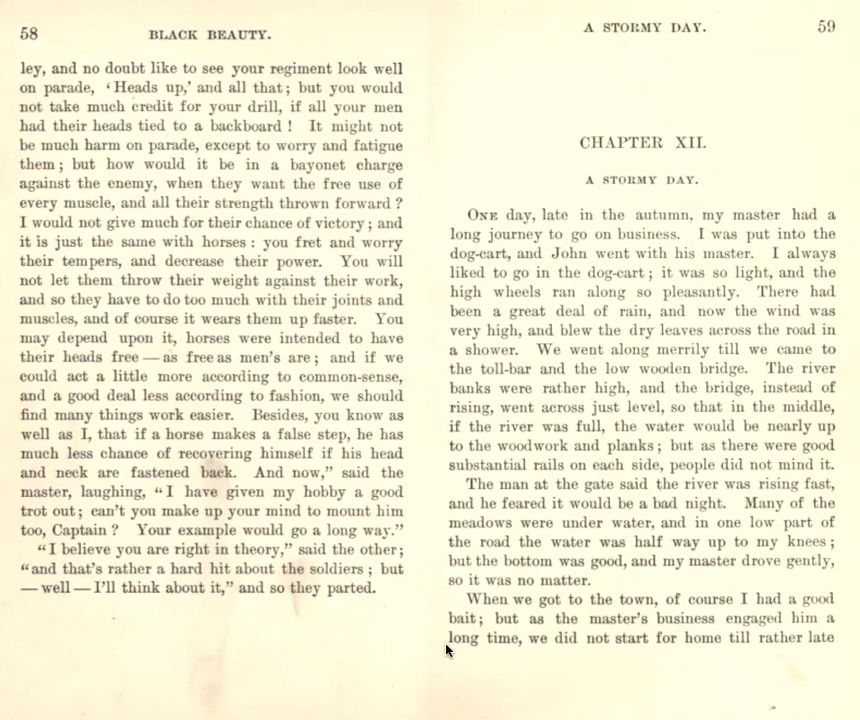 58
BLACK BEAUTY.
ley, and no doubt like to see your regiment look well
on parade, ‘Heads up,’ and all that; but you would
not take much credit for your drill, if all your men
had their heads tied to a backboard! It might not
be much harm on parade, except to worry and fatigue
them; but how would it be in a bayonet charge
against the enemy, when they want the free use of
every muscle, and all their strength thrown forward?
I would not give much for their chance of victory; and
it is just the same with horses: you fret and worry
their tempers, and decrease their power. You will
not let them throw their weight against their work,
and so they have to do too much with their joints and
muscles, and of course it wears them up faster. You
may depend upon it, horses were intended to have
their heads free — as free as men's are; and if we
could act a little more according to common-sense,
and a good deal less according to fashion, we should
find many things work easier. Besides, you know as
well as I, that if a horse makes a false step, he has
much less chance of recovering himself if his head
and neck are fastened back. And now,” said the
master, laughing, “I have given my hobby a good
trot out; can't you make up your mind to mount him
too, Captain? Your example would go a long way.”
“I believe you are right in theory,” said the other;
“and that's rather a hard hit about the soldiers; but
— well — I'll think about it,” and so they parted.
A STORMY DAY.
59
CHAPTER XII.
A STORMY DAY.
ONE day, late in the autumn, my master had a
long journey to go on business. I was put into the
dog-cart, and John went with his master. I always
liked to go in the dog-cart; it was so light, and the
high wheels ran along so pleasantly. There had
been a great deal of rain, and now the wind was
very high, and blew the dry leaves across the road in
a shower. We went along merrily till we came to
the toll-bar and the low wooden bridge. The river
banks were rather high, and the bridge, instead of
rising, went across just level, so that in the middle,
if the river was full, the water would be nearly up
to the woodwork and planks; but as there were good
substantial rails on each side, people did not mind it.
The man at the gate said the river was rising fast,
and he feared it would be a bad night. Many of the
meadows were under water, and in one low part of
the road the water was half way up to my knees;
but the bottom was good, and my master drove gently,
so it was no matter.
When we got to the town, of course I had a good
bait; but as the master's business engaged him a
long time, we did not start for home till rather late